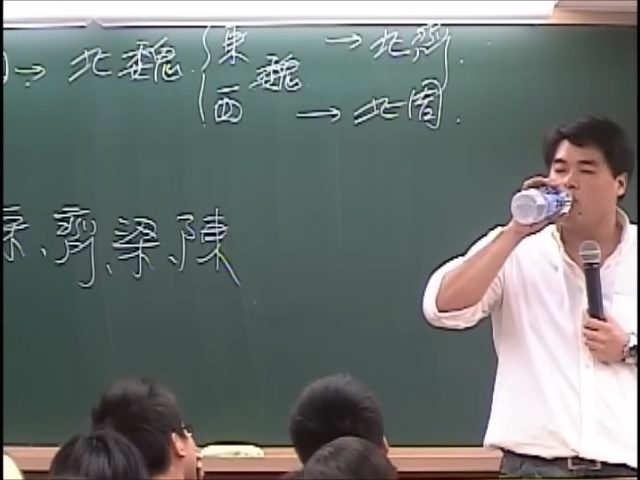 → 北魏 東 → 北齊
西 魏 → 北周
宋、齊、梁、陳